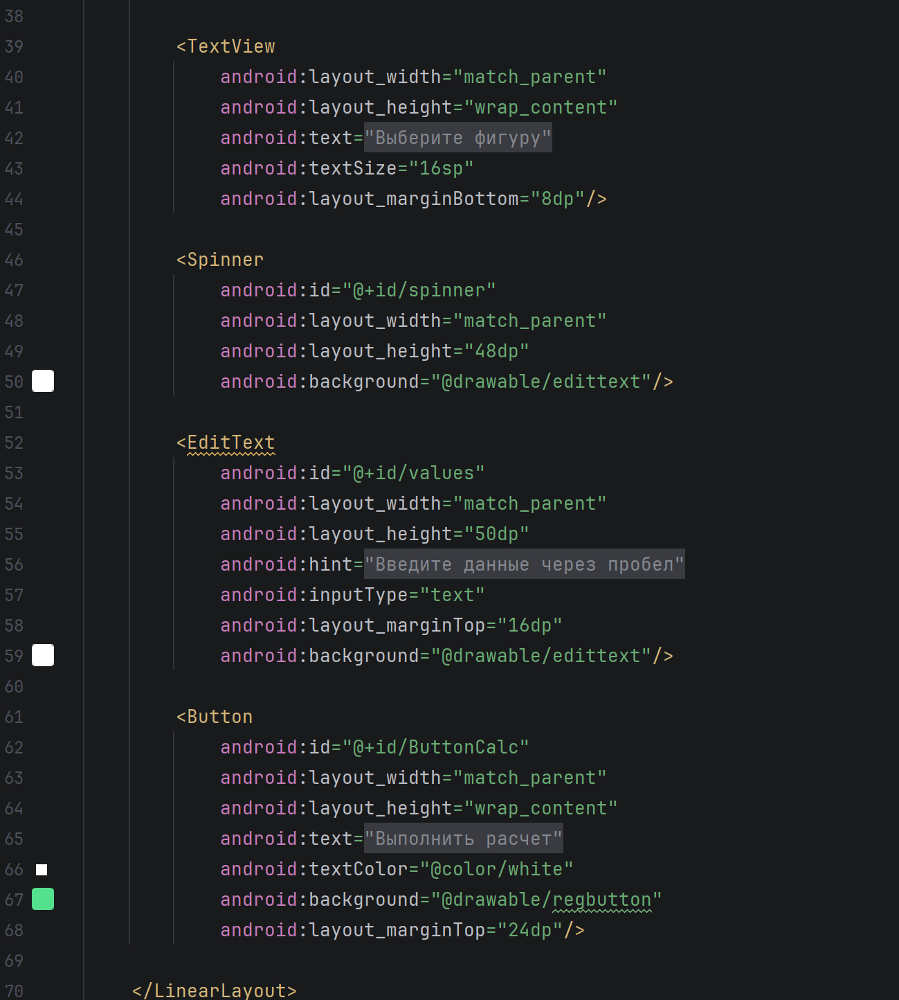 38
39 <TextView
40 android:layout_width="match_parent"
41 android:layout_height="wrap_content"
42 android:text="Выберите фигуру"
43 android:textSize="16sp"
44 android:layout_marginBottom="8dp"/>
45
46 <Spinner
47 android:id="@+id/spinner"
48 android:layout_width="match_parent"
49 android:layout_height="48dp"
50 android:background="@drawable/edittext"/>
51
52 <EditText
53 android:id="@+id/values"
54 android:layout_width="match_parent"
55 android:layout_height="50dp"
56 android:hint="Введите данные через пробел"
57 android:inputType="text"
58 android:layout_marginTop="16dp"
59 android:background="@drawable/edittext"/>
60
61 <Button
62 android:id="@+id/ButtonCalc"
63 android:layout_width="match_parent"
64 android:layout_height="wrap_content"
65 android:text="Выполнить расчет"
66 android:textColor="@color/white"
67 android:background="@drawable/regbutton"
68 android:layout_marginTop="24dp"/>
69
70 </LinearLayout>